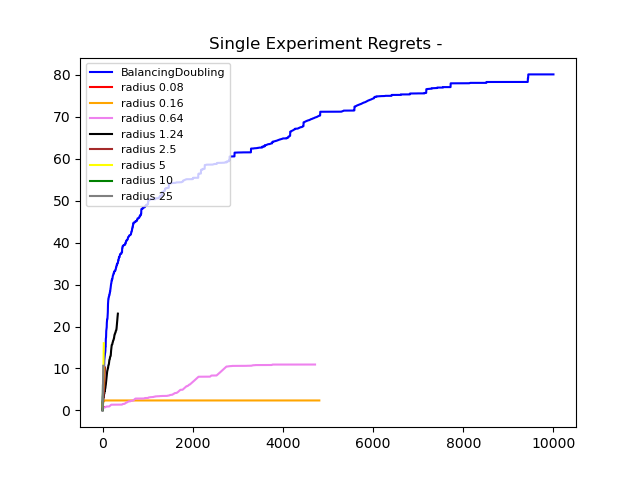 Single Experiment Regrets -
80
70
60
50
40
30
20
10
0
BalancingDoubling
radius 0.08
radius 0.16
radius 0.64
radius 1.24
radius 2.5
radius 5
radius 10
radius 25
0 2000 4000 6000 8000 10000